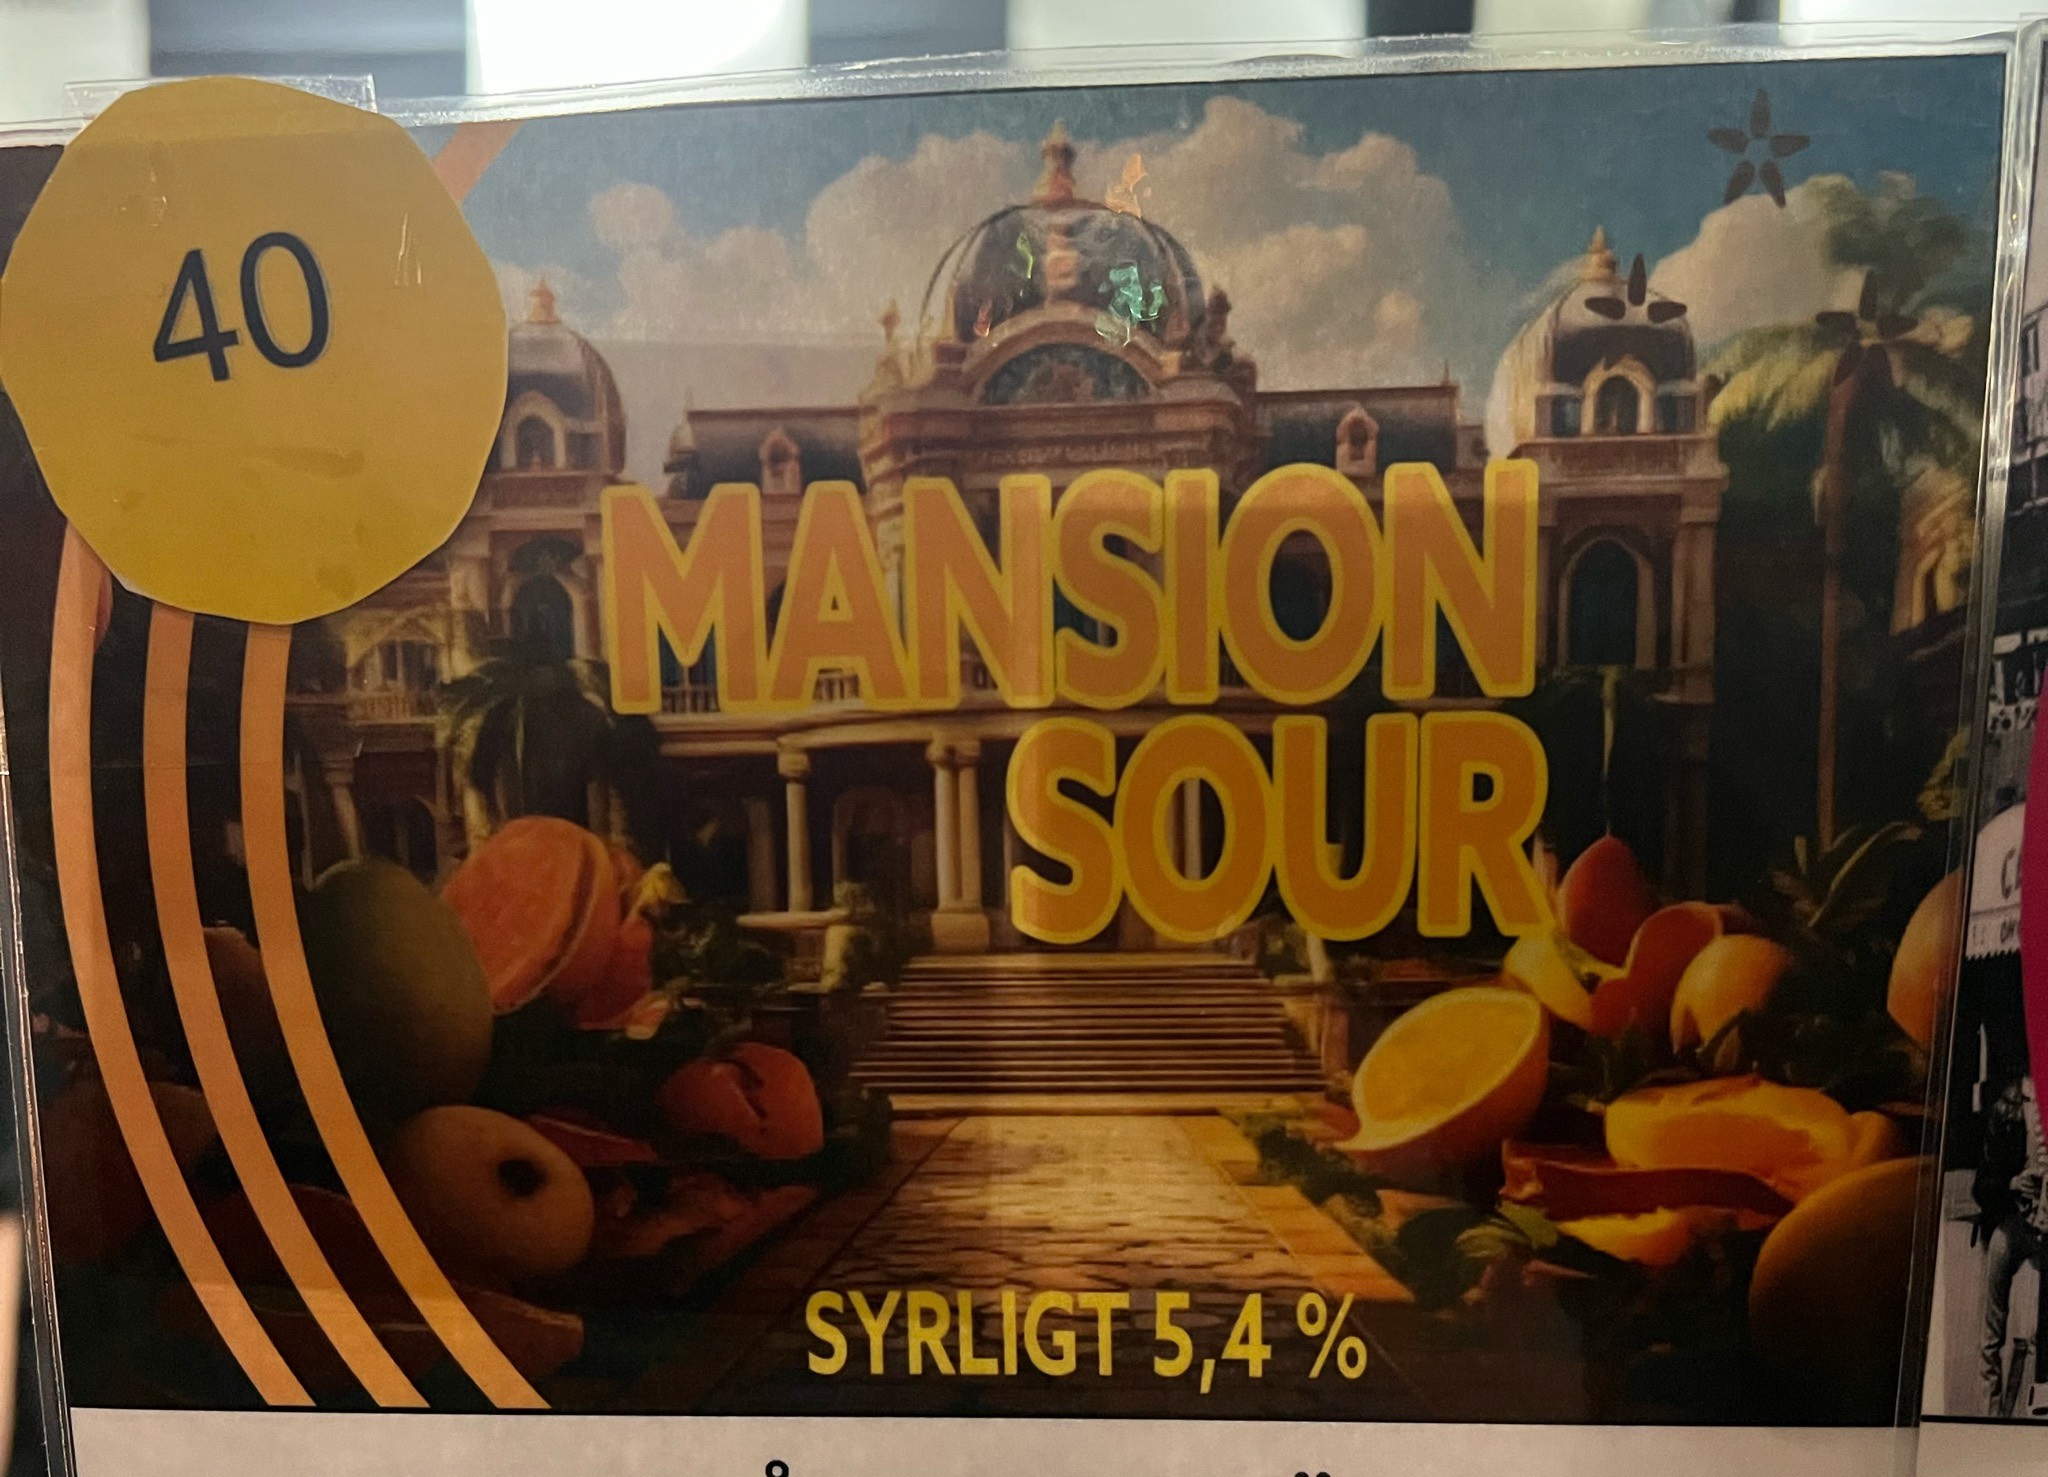 40
MANSION
SOUR
SYRLIGT 5,4 %